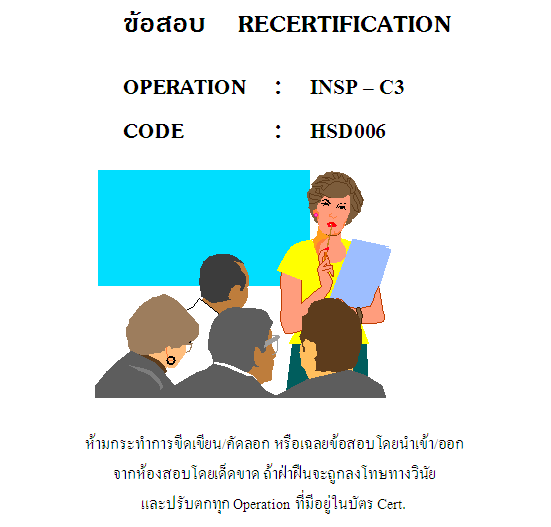 ข้อสอบ RECERTIFICATION
OPERATION : INSP – C3
CODE : HSD006
ห้ามกระทำการขีดเขียน/คัดลอก หรือเฉลยข้อสอบโดยนำเข้า/ออก
จากห้องสอบโดยเด็ดขาด ถ้าฝ่าฝืนจะถูกลงโทษทางวินัย
และปรับตกทุก Operation ที่มีอยู่ในบัตร Cert.